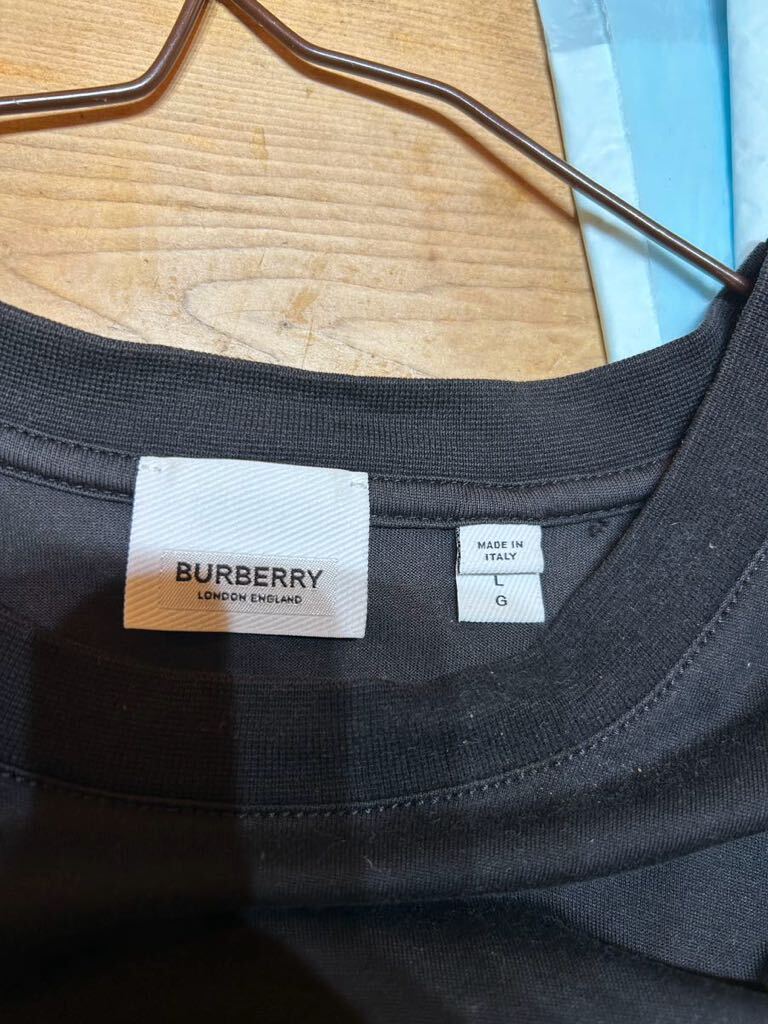 BURBERRY
LONDON ENGLAND
MADE IN
ITALY
L
G